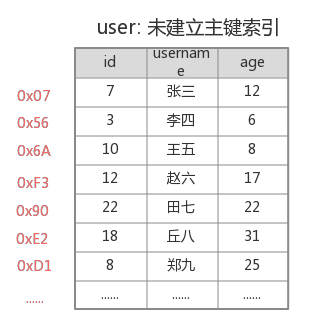 user: 未建立主键索引
id usernam
e age
0x07 7 张三 12
0x56 3 李四 6
0x6A 10 王五 8
0xF3 12 赵六 17
0x90 22 田七 22
0xE2 18 丘八 31
0xD1 8 郑九 25
...... ...... ...... ......